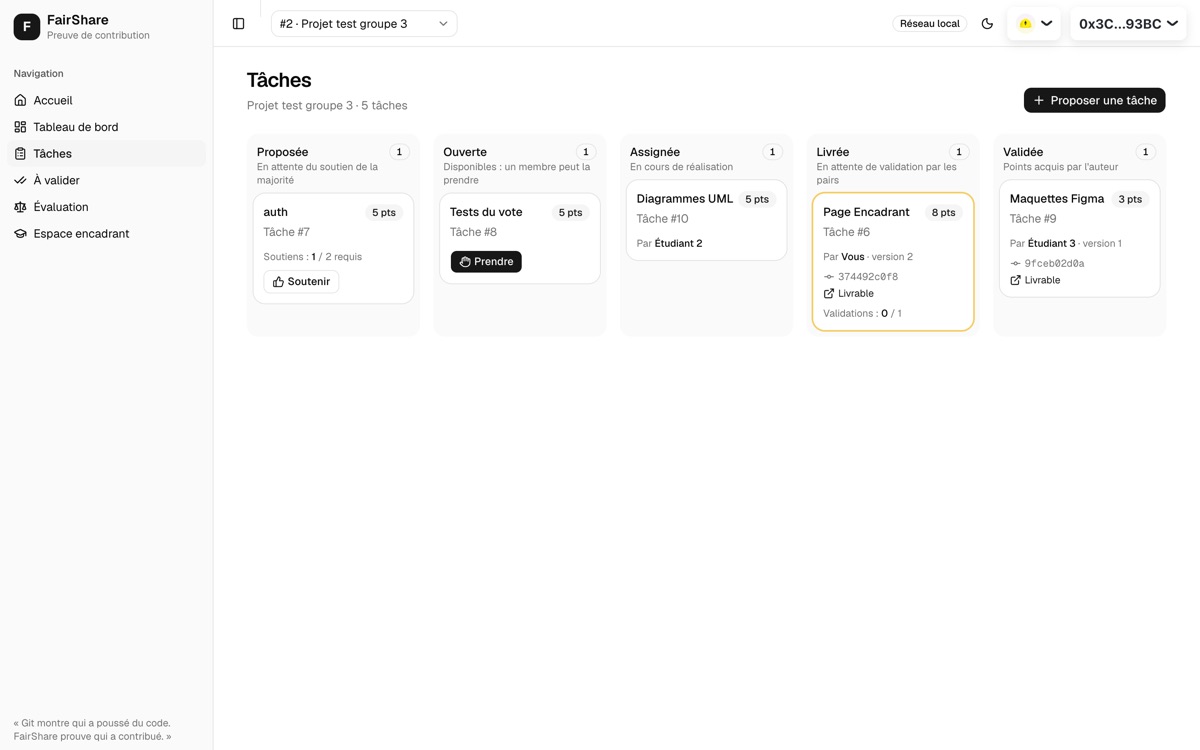 F
FairShare
Preuve de contribution
#2 · Projet test groupe 3
Réseau local
0x3C...93BC
Navigation
Accueil
Tableau de bord
Tâches
À valider
Évaluation
Espace encadrant
Tâches
Projet test groupe 3 · 5 tâches
Proposer une tâche
Proposée
1
En attente du soutien de la
majorité
auth
5 pts
Tâche #7
Soutiens : 1 / 2 requis
Soutenir
Ouverte
1
Disponibles : un membre peut la
prendre
Tests du vote
5 pts
Tâche #8
Prendre
Assignée
1
En cours de réalisation
Diagrammes UML
5 pts
Tâche #10
Par Étudiant 2
Livrée
1
En attente de validation par les
pairs
Page Encadrant
8 pts
Tâche #6
Par Vous · version 2
374492c0f8
Livrable
Validations : 0 / 1
Validée
1
Points acquis par l'auteur
Maquettes Figma
3 pts
Tâche #9
Par Étudiant 3 · version 1
9fceb02d0a
Livrable
« Git montre qui a poussé du code.
FairShare prouve qui a contribué. »